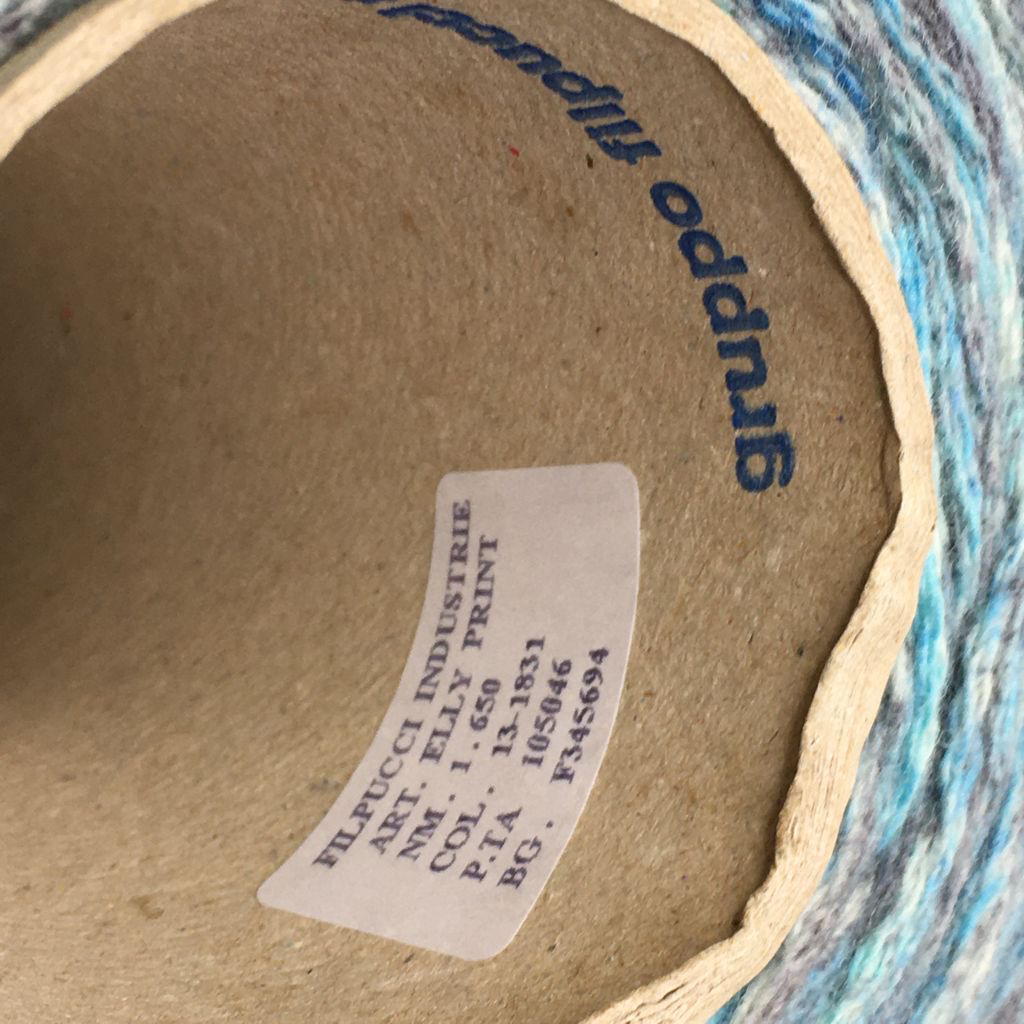 gruppo filpucci
FILPUCCI INDUSTRIE
ART. ELLY PRINT
NM. 1.650
COL. 13-1831
P.TA 105046
BG. F345694